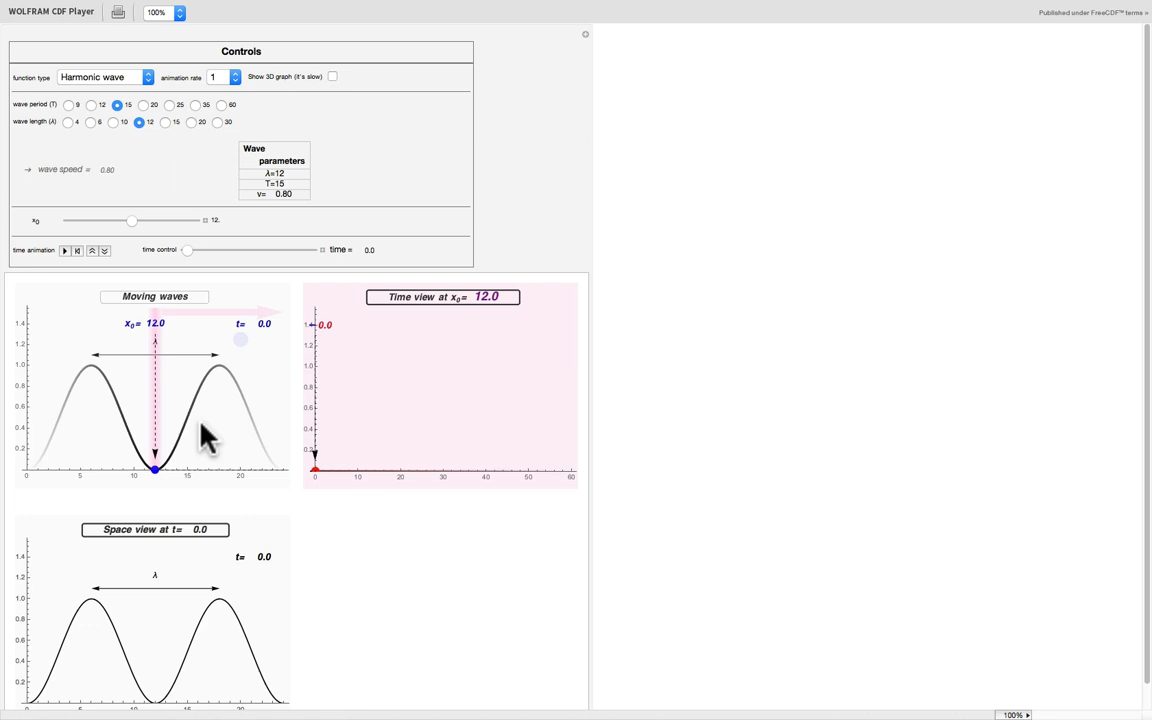 WOLFRAM CDF Player
100%
Published under FreeCDF™ terms »
Controls
function type Harmonic wave animation rate 1 Show 3D graph (it's slow)
wave period (T) 9 12 15 20 25 35 60
wave length (λ) 4 6 10 12 15 20 30
→ wave speed = 0.80
Wave
parameters
λ=12
T=15
v= 0.80
x0 12.
time animation time control time = 0.0
Moving waves
x0= 12.0 t= 0.0
λ
1.4
1.2
1.0
0.8
0.6
0.4
0.2
0 5 10 15 20
Time view at x0= 12.0
0.0
1.2
1.0
0.8
0.6
0.4
0 10 20 30 40 50 60
Space view at t= 0.0
t= 0.0
λ
1.4
1.2
1.0
0.8
0.6
0.4
0.2
100%